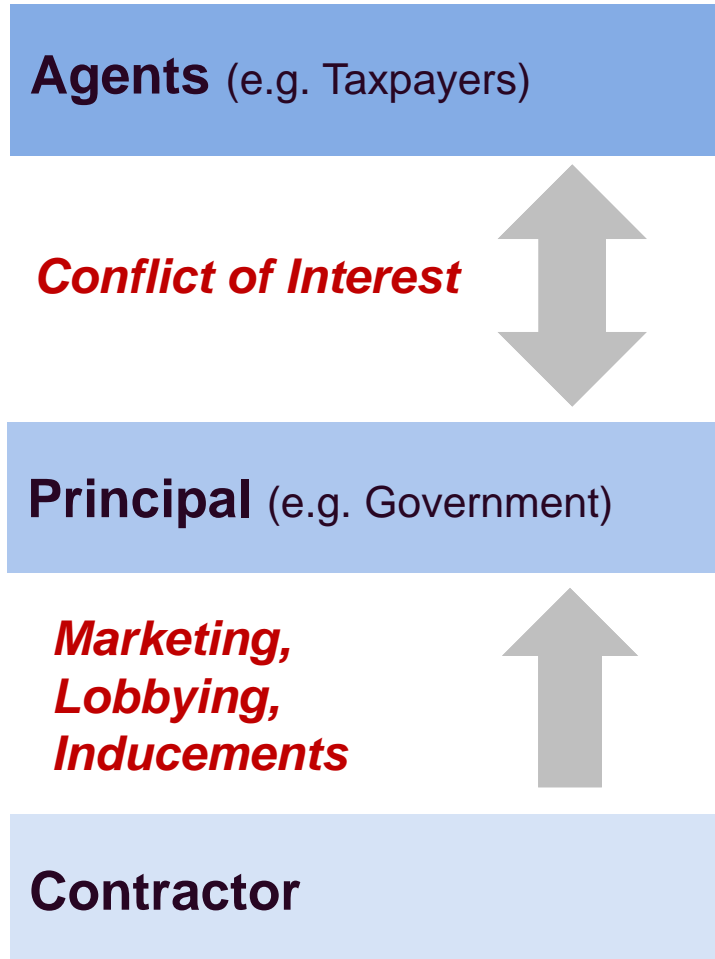 Agents (e.g. Taxpayers)
Conflict of Interest
Principal (e.g. Government)
Marketing,
Lobbying,
Inducements
Contractor